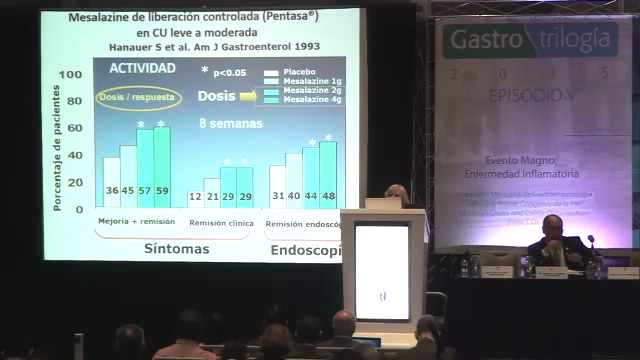 Mesalazine de liberación controlada (Pentasa®)
en CU leve a moderada
Hanauer S et al. Am J Gastroenterol 1993
ACTIVIDAD
* p<0.05
Dosis / respuesta
Dosis
Placebo
Mesalazine 1g
Mesalazine 2g
Mesalazine 4g
8 semanas
Porcentaje de pacientes
100
80
60
40
20
0
* * * * * *
36 45 57 59 12 21 29 29 31 40 44 48
Mejoría + remisión Remisión clínica Remisión endoscó
Síntomas Endoscopí
Gastro trilogía
2 0 1 5
EPISODIO V
Evento Magno:
Enfermedad Inflamatoria